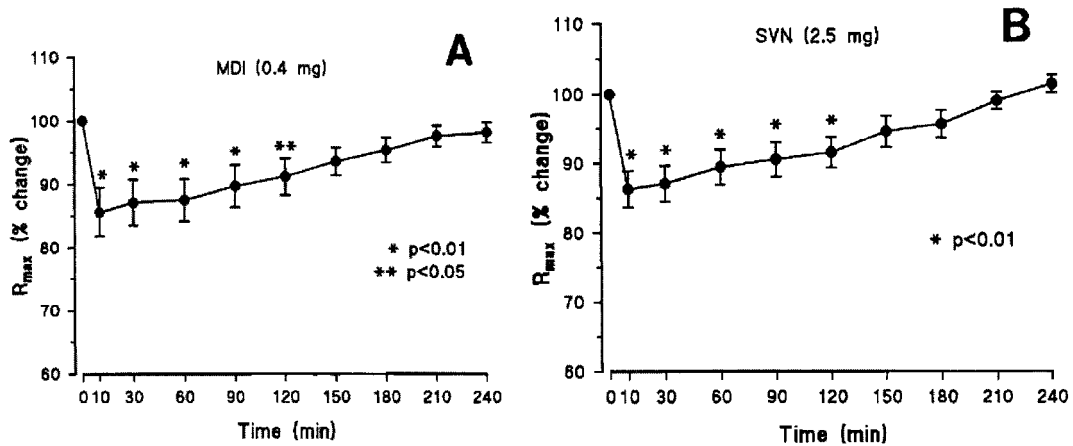 A
MDI (0.4 mg)
110
100
90
80
70
60
R_max (% change)
* * * * **
* p<0.01
** p<0.05
0 10 30 60 90 120 150 180 210 240
Time (min)
B
SVN (2.5 mg)
110
100
90
80
70
60
R_max (% change)
* * * * *
* p<0.01
0 10 30 60 90 120 150 180 210 240
Time (min)